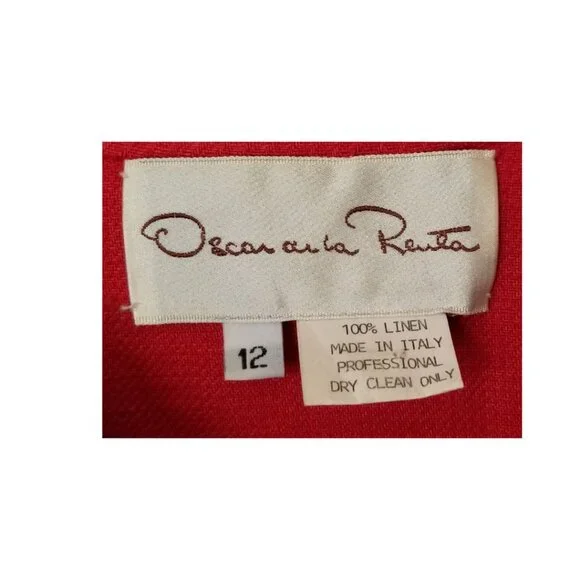 Oscar de la Renta
12
100% LINEN
MADE IN ITALY
PROFESSIONAL
DRY CLEAN ONLY